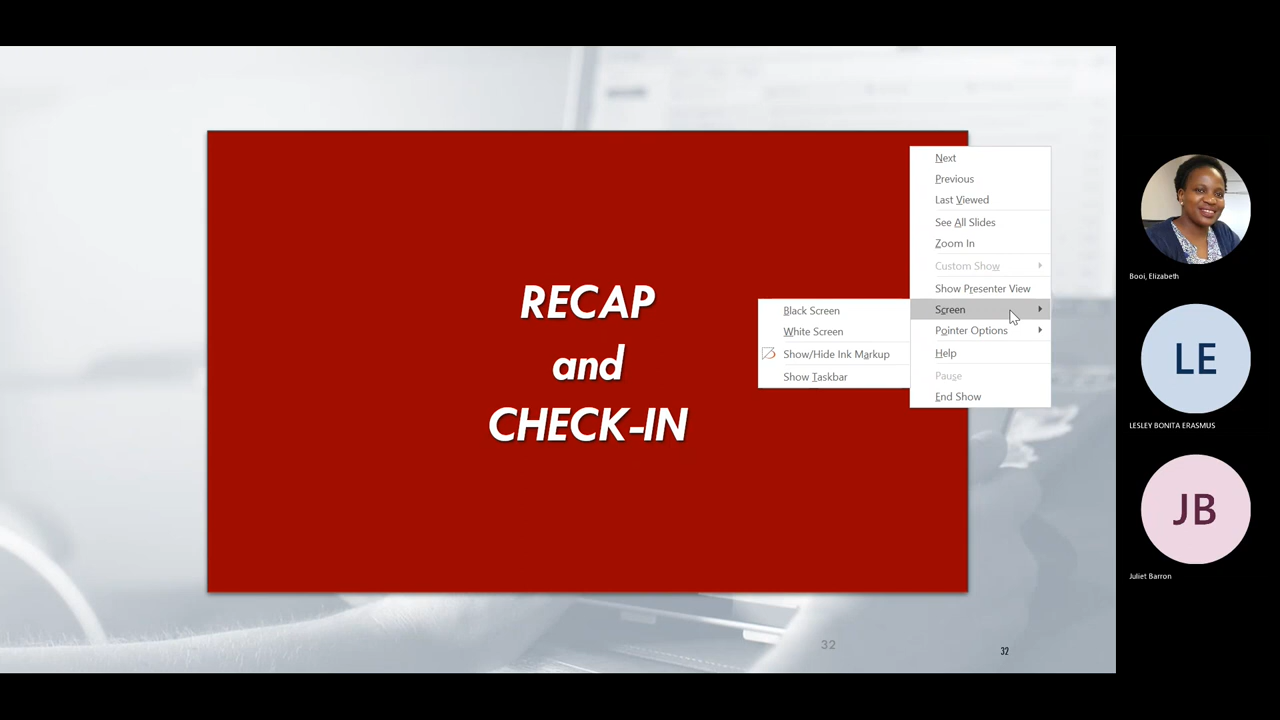 RECAP
and
CHECK-IN
Next
Previous
Last Viewed
See All Slides
Zoom In
Custom Show
Show Presenter View
Screen
Pointer Options
Help
Pause
End Show
Black Screen
White Screen
Show/Hide Ink Markup
Show Taskbar
32
32
Booi, Elizabeth
LE
LESLEY BONITA ERASMUS
JB
Juliet Barron